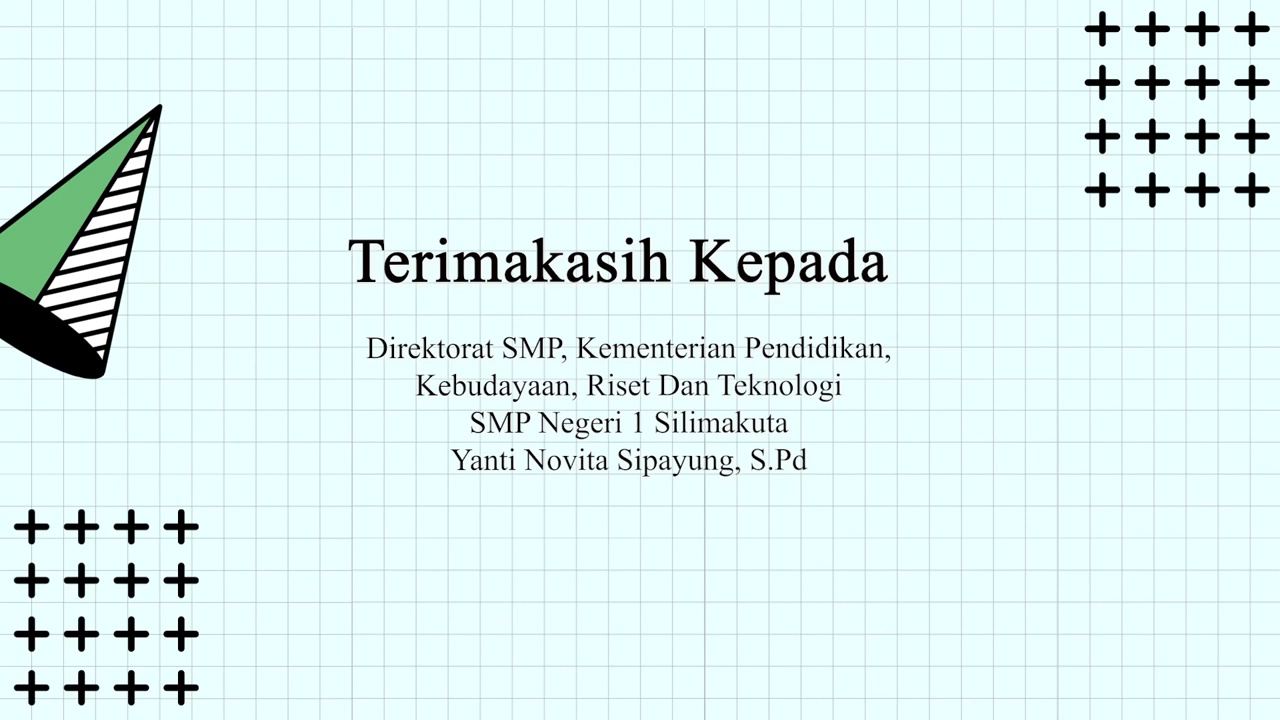 Terimakasih Kepada
Direktorat SMP, Kementerian Pendidikan,
Kebudayaan, Riset Dan Teknologi
SMP Negeri 1 Silimakuta
Yanti Novita Sipayung, S.Pd